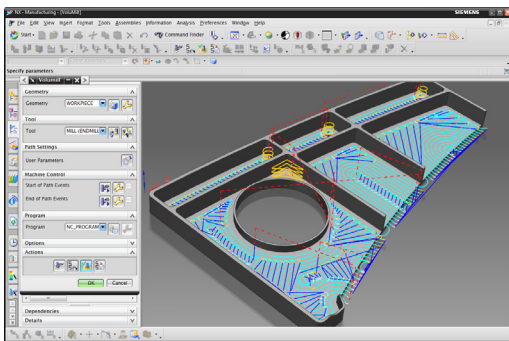 NX - Manufacturing - [VoluMill]
SIEMENS
File Edit View Insert Format Tools Assemblies Information Analysis Preferences Window Help
Start
Command Finder
Specify parameters
Volumill
Geometry
Geometry WORKPIECE
Tool
Tool MILL (ENDMILL
Path Settings
User Parameters
Machine Control
Start of Path Events
End of Path Events
Program
Program NC_PROGRAM
Options
Actions
OK Cancel
Dependencies
Details